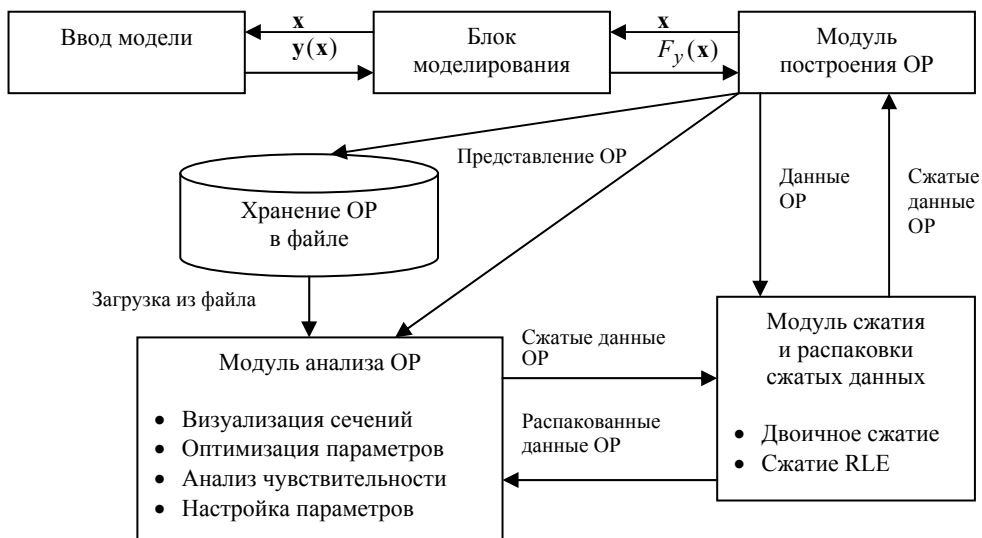 Ввод модели
x
y(x)
Блок
моделирования
x
F_y(x)
Модуль
построения ОР
Представление ОР
Данные
ОР
Сжатые
данные
ОР
Хранение ОР
в файле
Загрузка из файла
Модуль анализа ОР
• Визуализация сечений
• Оптимизация параметров
• Анализ чувствительности
• Настройка параметров
Сжатые данные
ОР
Распакованные
данные ОР
Модуль сжатия
и распаковки
сжатых данных
• Двоичное сжатие
• Сжатие RLE